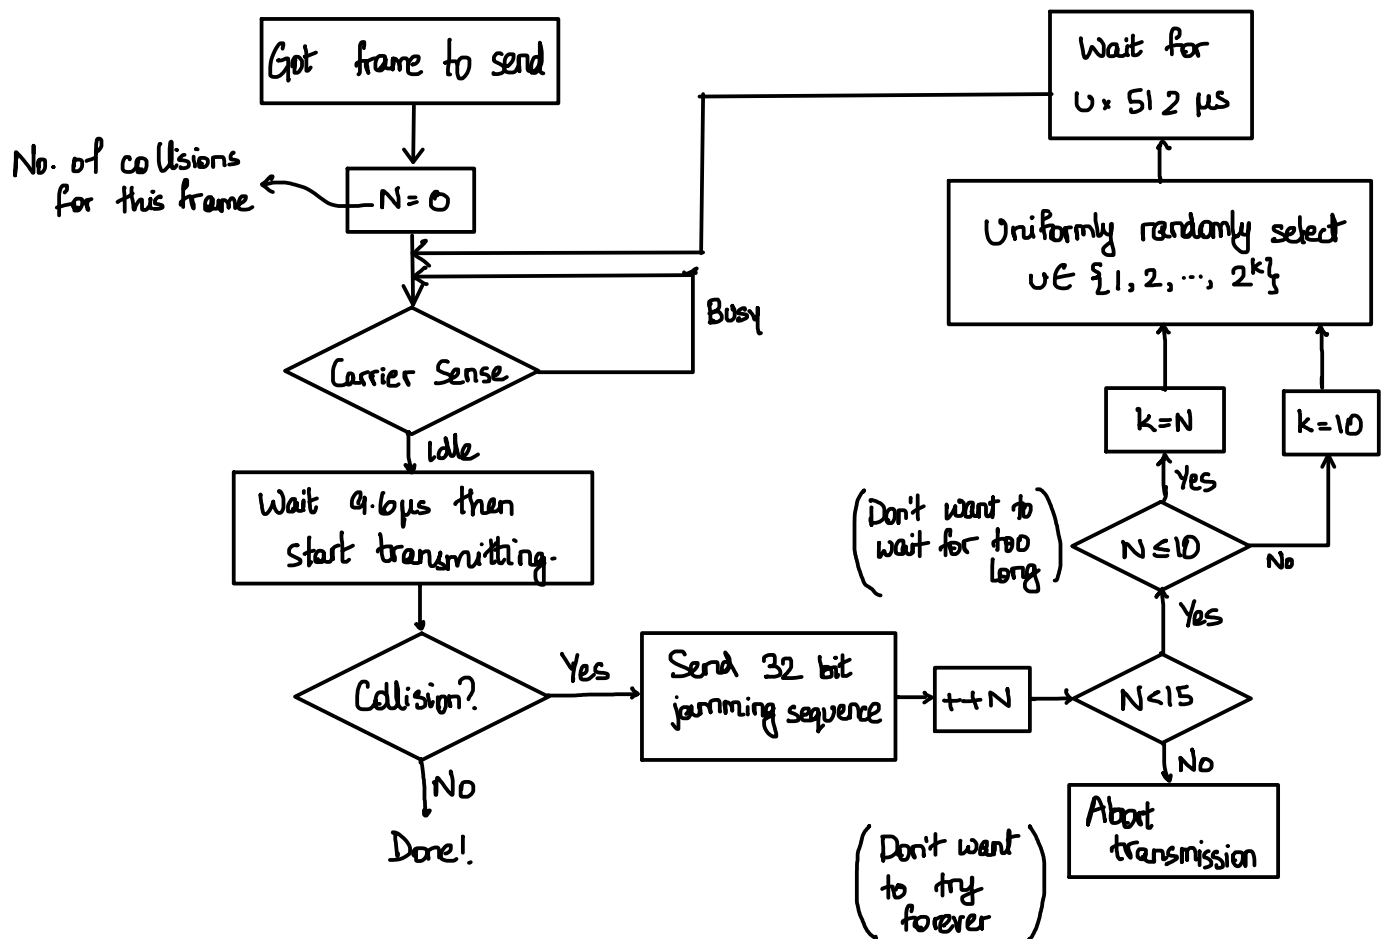 Got frame to send
No. of collisions
for this frame
N = 0
Carrier Sense
Busy
Idle
Wait 9.6μs then
start transmitting.
Collision?
No
Done!
Yes
Send 32 bit
jamming sequence
++N
N<15
No
Abort
transmission
(Don't want
to try
forever)
Yes
N ≤ 10
(Don't want to
wait for too
long)
Yes
k=N
No
k=10
Uniformly randomly select
u ∈ {1, 2, ..., 2^k}
Wait for
u × 51.2 μs